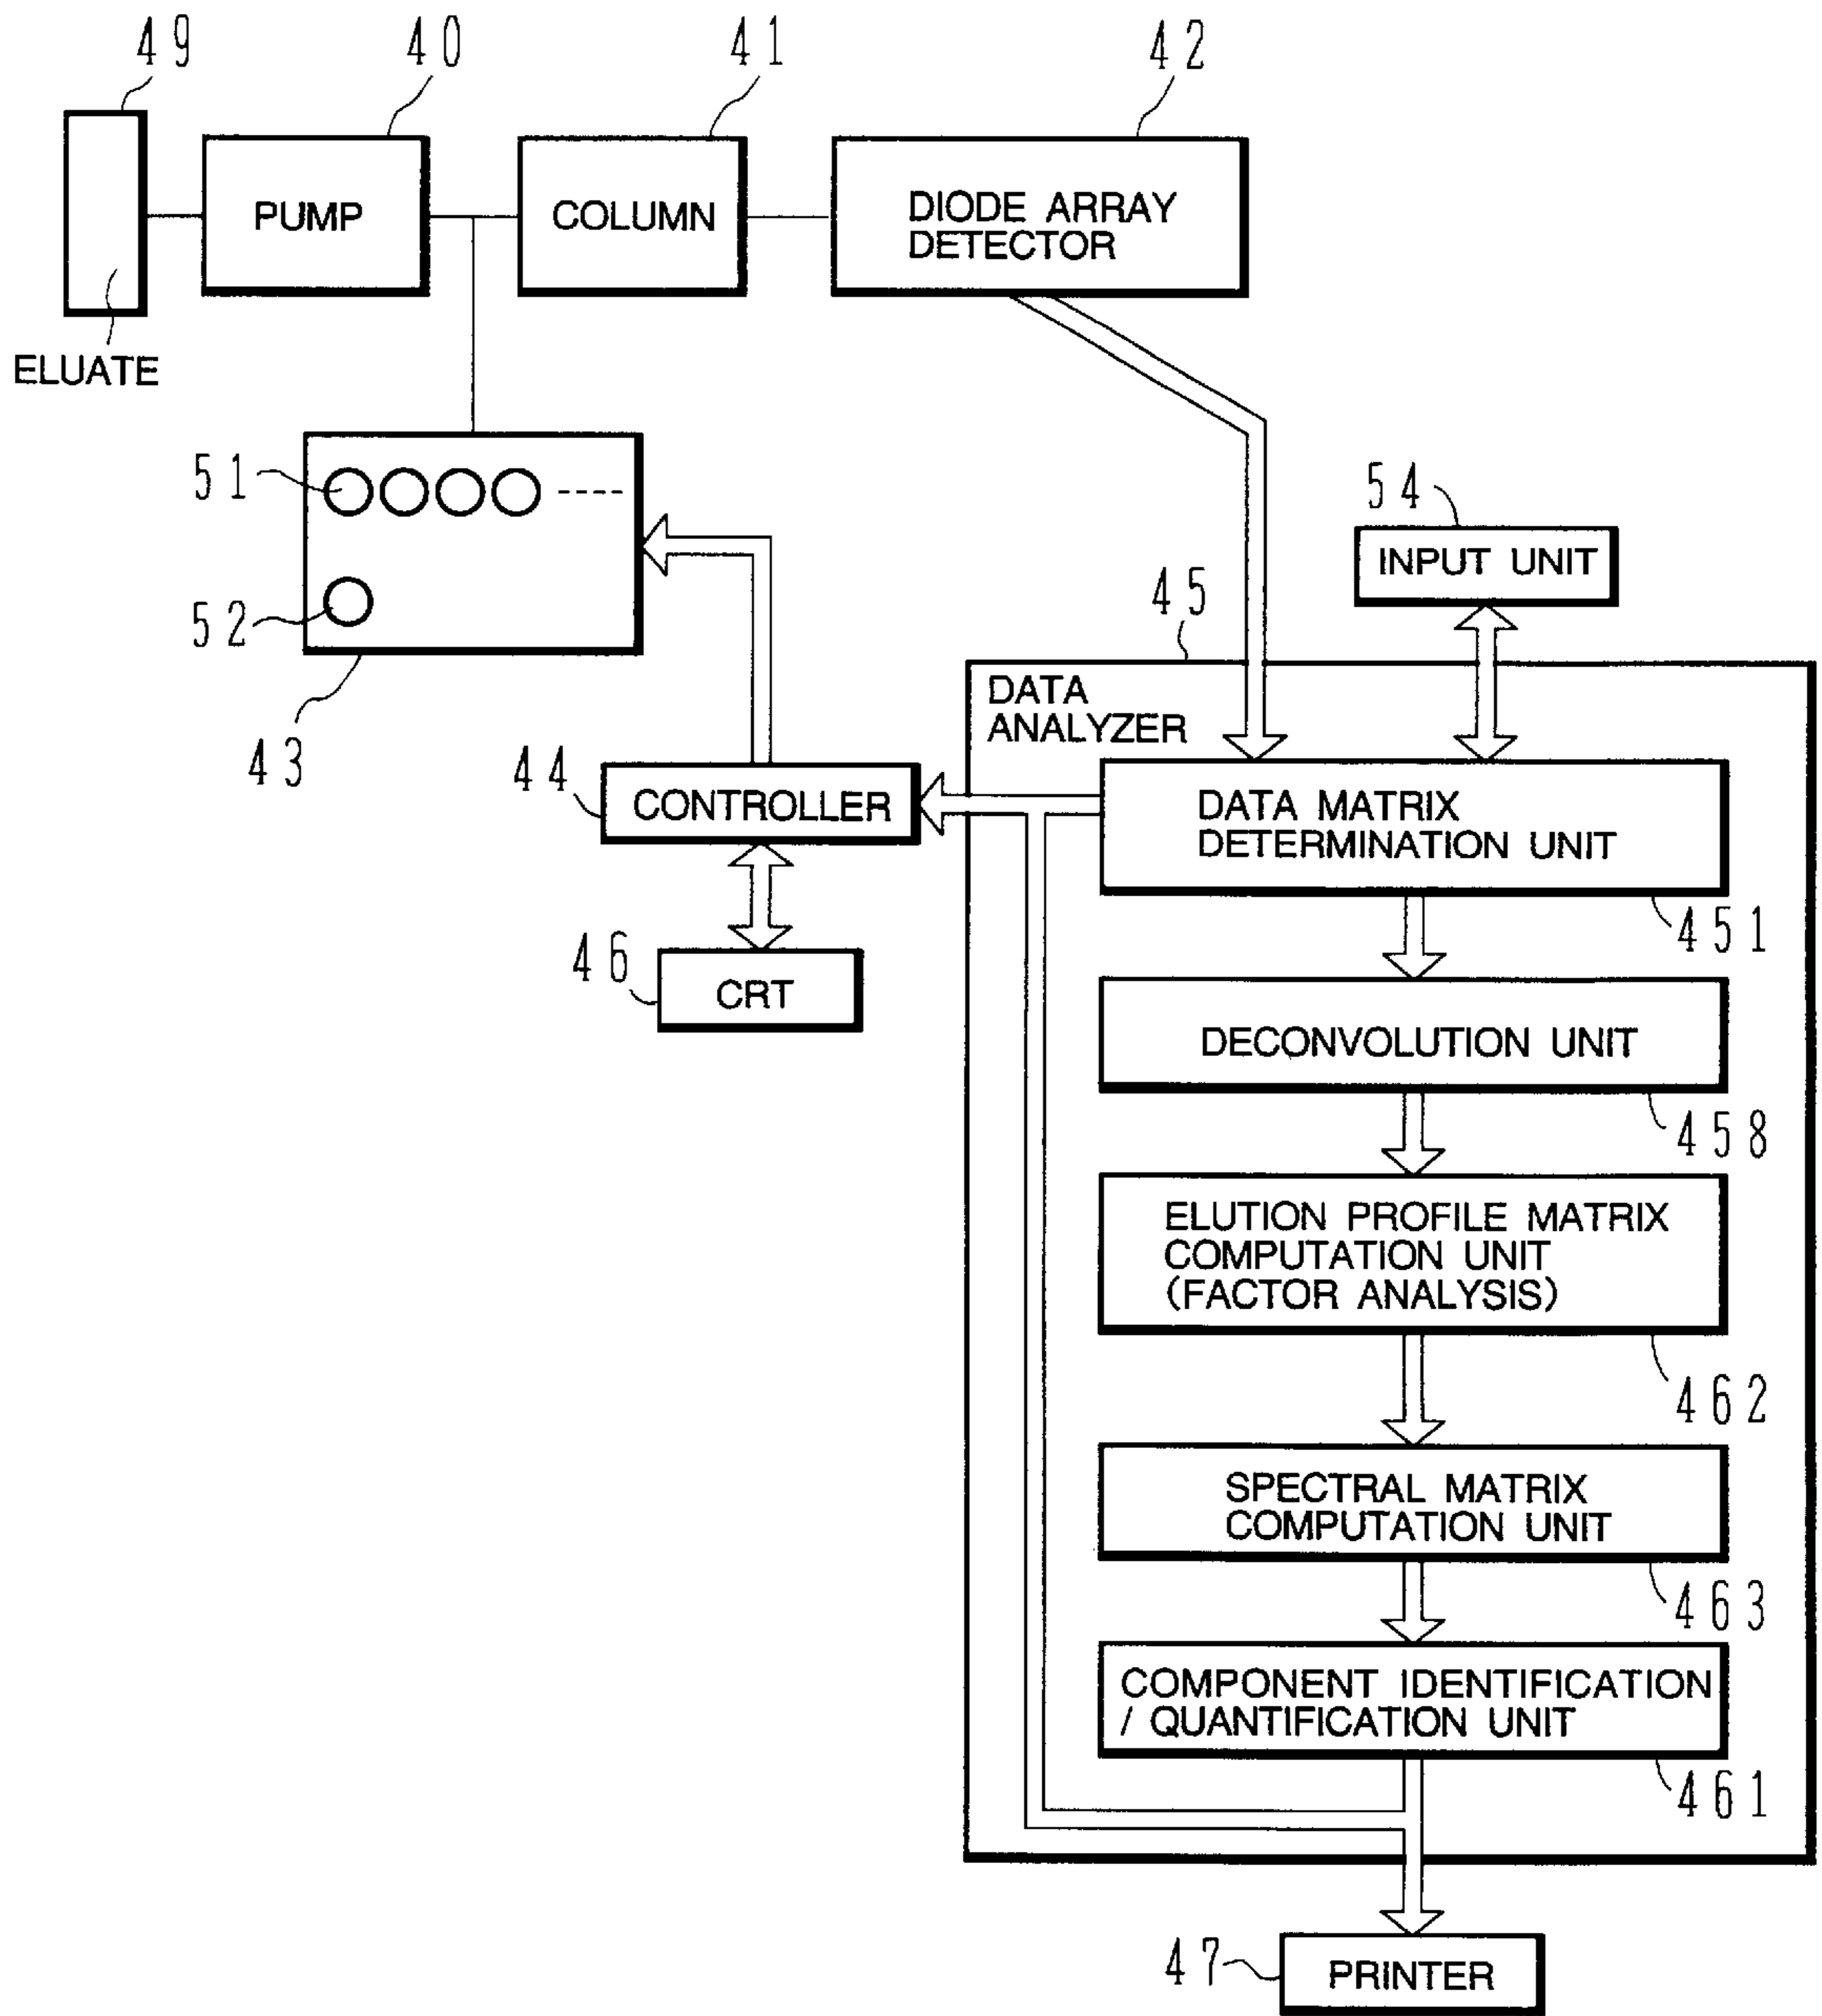 49
40
41
42
PUMP
COLUMN
DIODE ARRAY
DETECTOR
ELUATE
51
52
43
54
INPUT UNIT
45
DATA
ANALYZER
44
CONTROLLER
DATA MATRIX
DETERMINATION UNIT
451
46
CRT
DECONVOLUTION UNIT
458
ELUTION PROFILE MATRIX
COMPUTATION UNIT
(FACTOR ANALYSIS)
462
SPECTRAL MATRIX
COMPUTATION UNIT
463
COMPONENT IDENTIFICATION
/ QUANTIFICATION UNIT
461
47
PRINTER